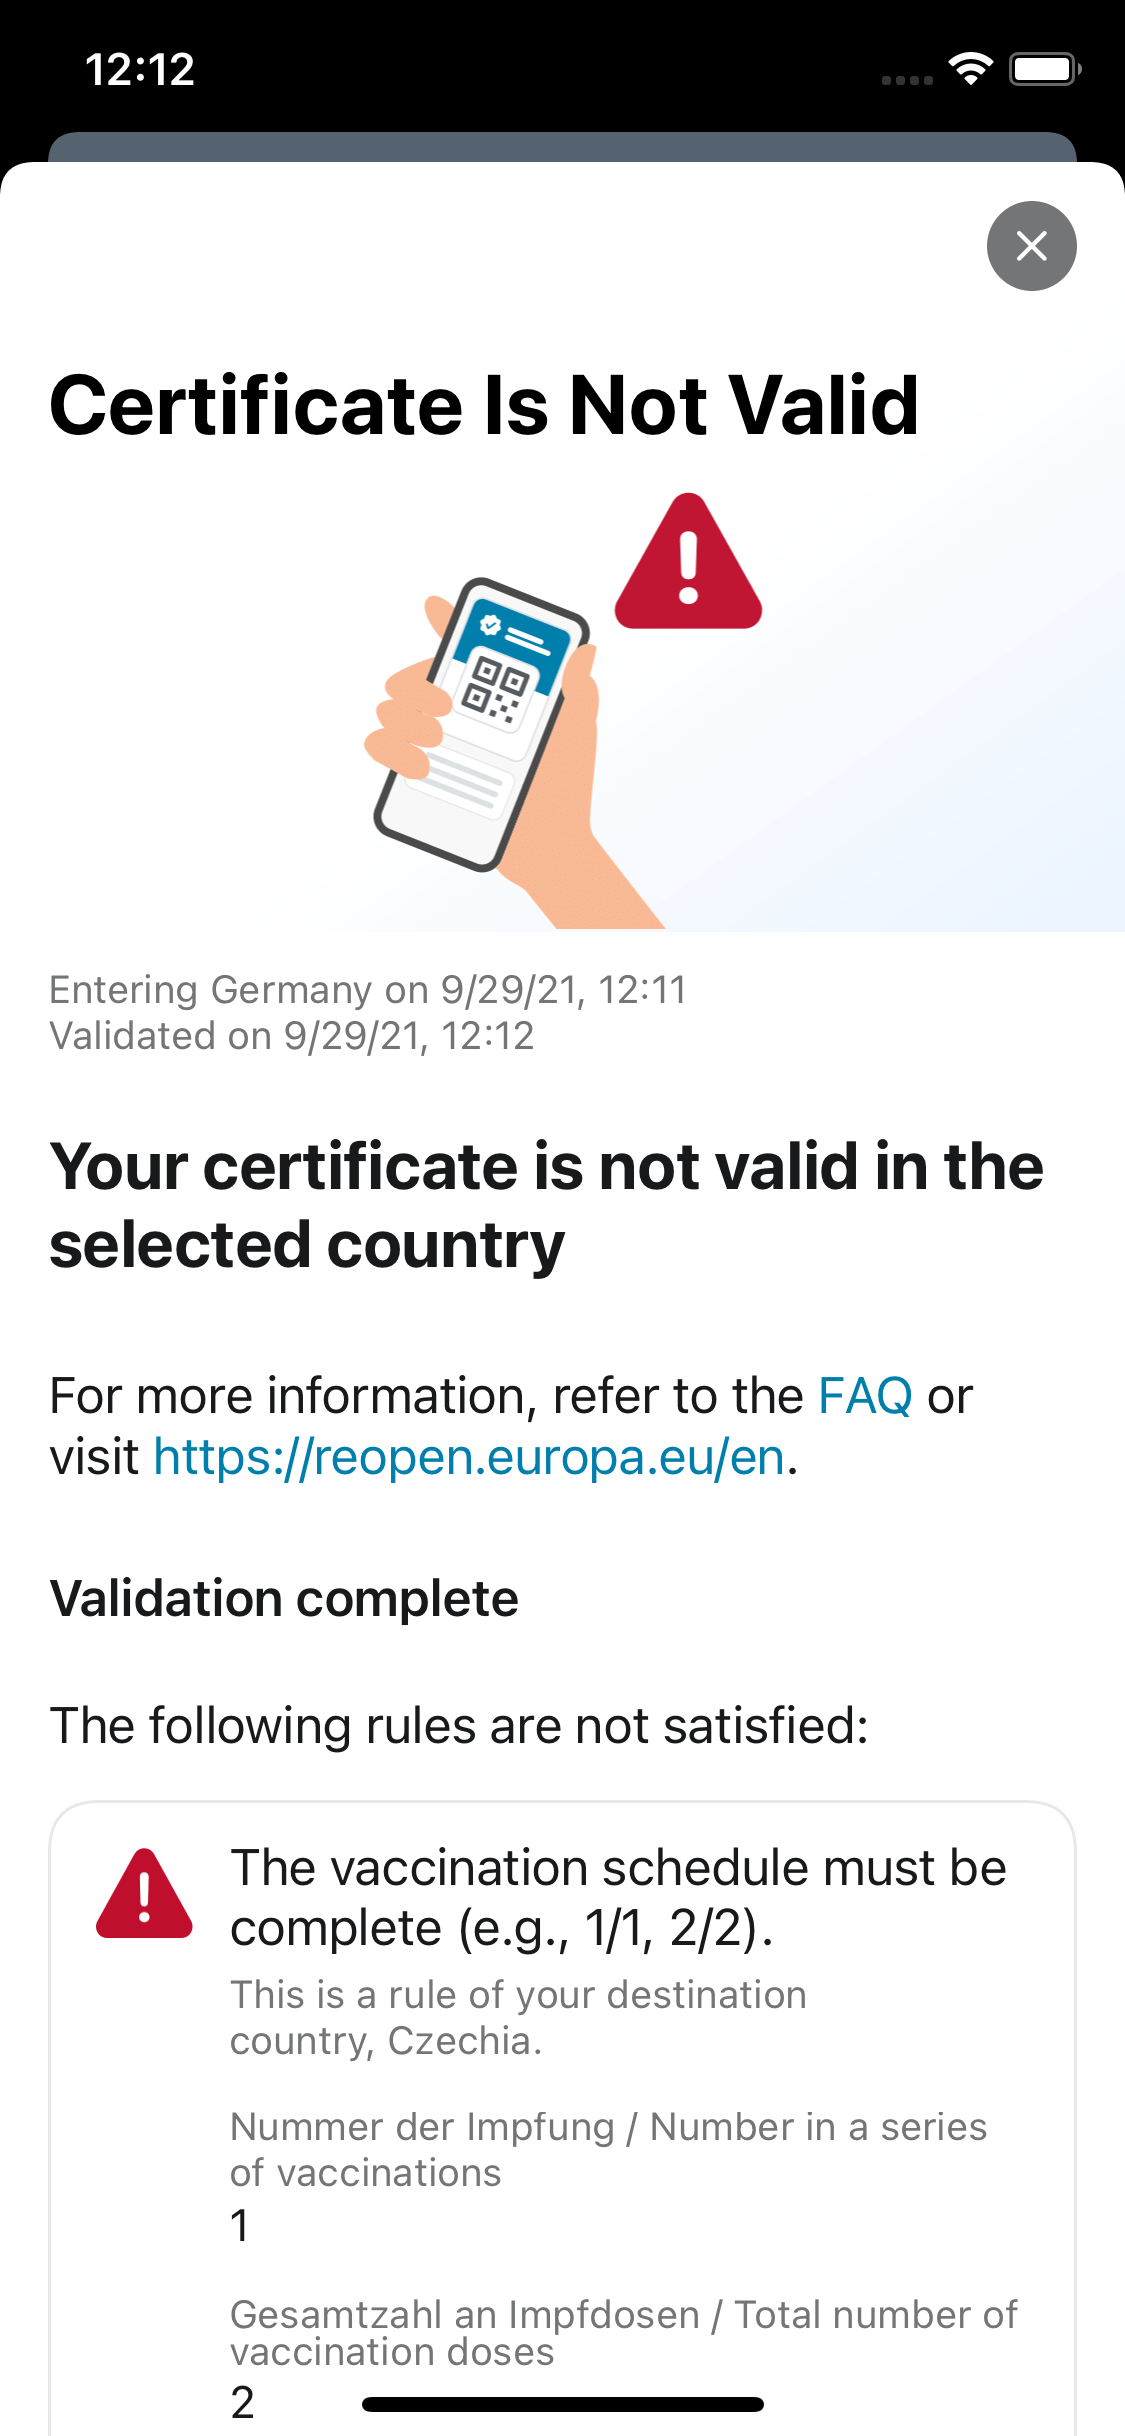 12:12
Certificate Is Not Valid
Entering Germany on 9/29/21, 12:11
Validated on 9/29/21, 12:12
Your certificate is not valid in the
selected country
For more information, refer to the FAQ or
visit https://reopen.europa.eu/en.
Validation complete
The following rules are not satisfied:
The vaccination schedule must be
complete (e.g., 1/1, 2/2).
This is a rule of your destination
country, Czechia.
Nummer der Impfung / Number in a series
of vaccinations
1
Gesamtzahl an Impfdosen / Total number of
vaccination doses
2